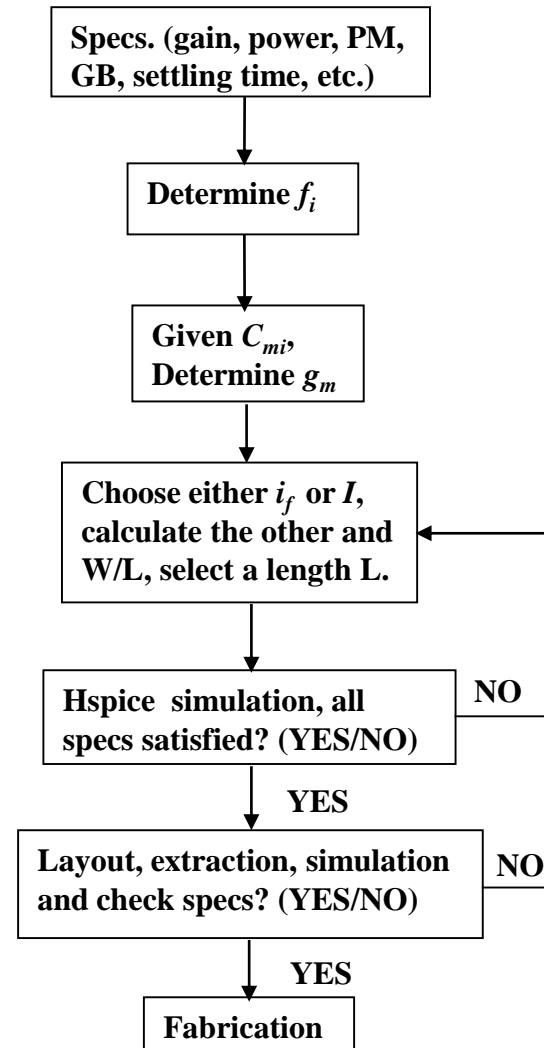 Specs. (gain, power, PM,
GB, settling time, etc.)
Determine f_i
Given C_{mi},
Determine g_m
Choose either i_f or I,
calculate the other and
W/L, select a length L.
Hspice simulation, all
specs satisfied? (YES/NO)
NO
YES
Layout, extraction, simulation
and check specs? (YES/NO)
NO
YES
Fabrication